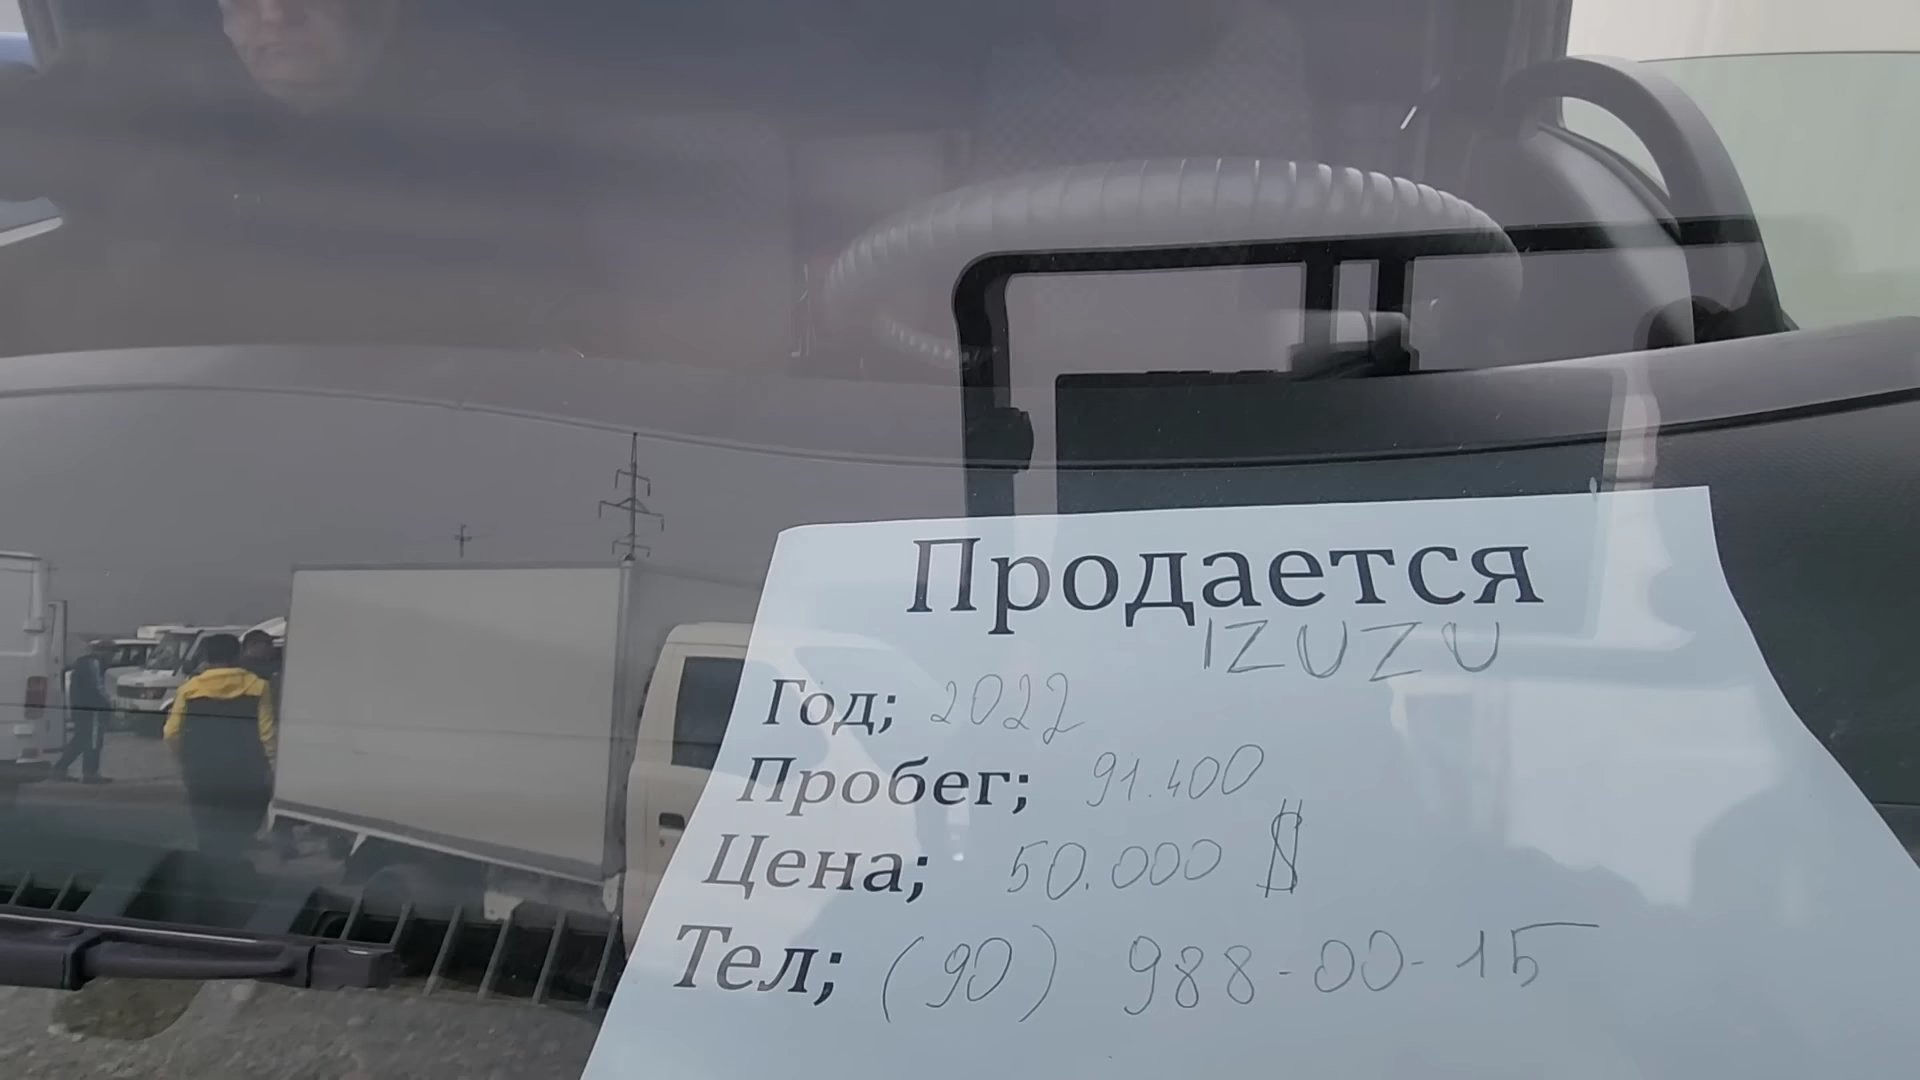 Продается
IZUZU
Год; 2022
Пробег; 91.400
Цена; 50.000 $
Тел; (90) 988-00-15